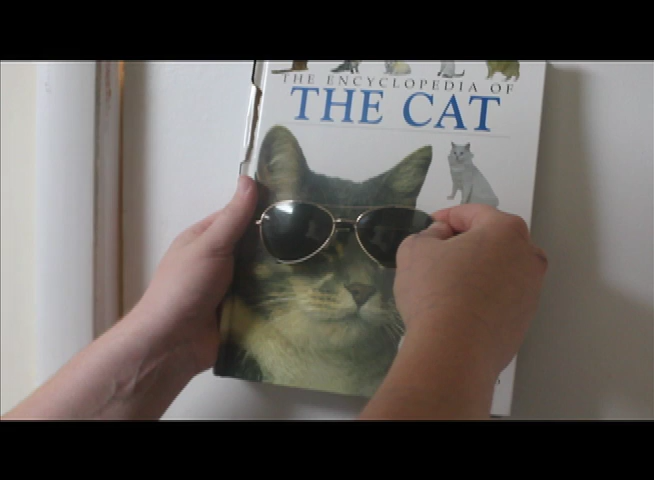 THE ENCYCLOPEDIA OF
THE CAT